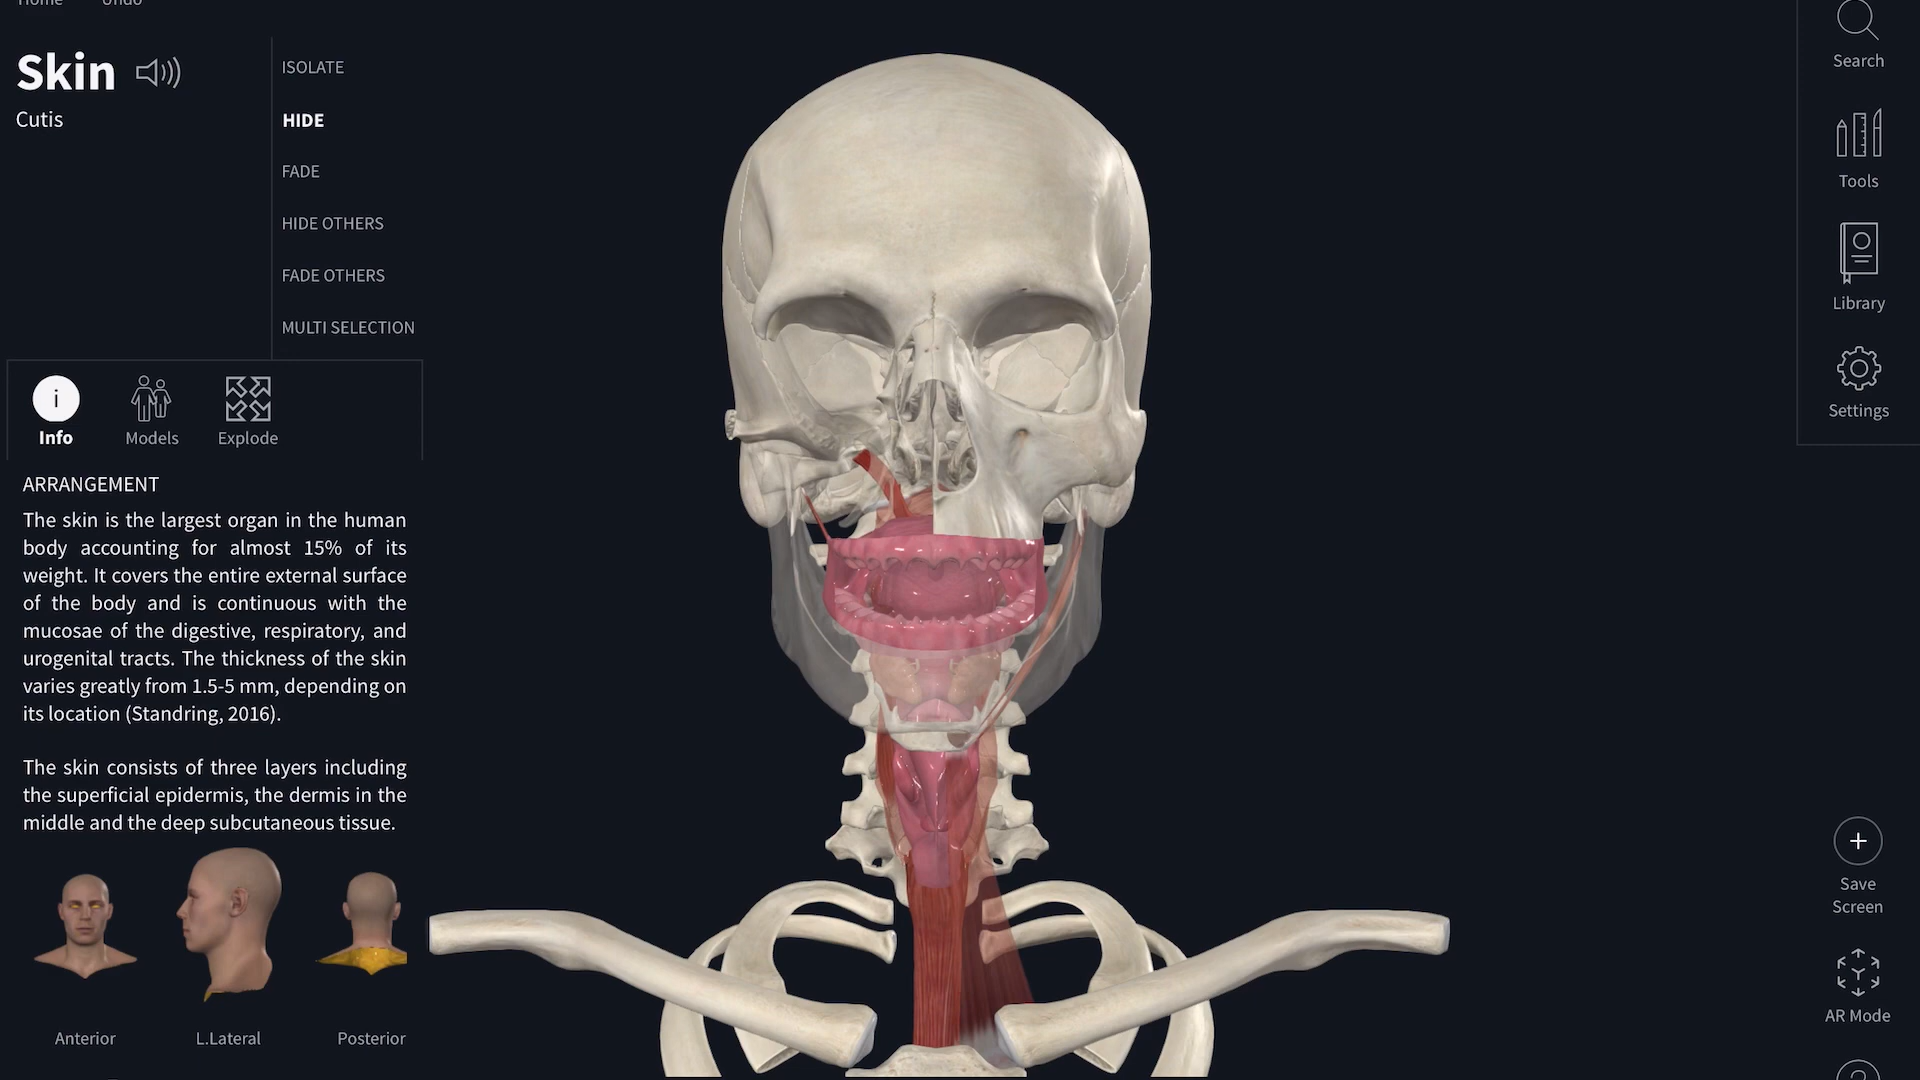 Home Undo
Skin
Cutis
ISOLATE
HIDE
FADE
HIDE OTHERS
FADE OTHERS
MULTI SELECTION
i
Info
Models
Explode
ARRANGEMENT
The skin is the largest organ in the human
body accounting for almost 15% of its
weight. It covers the entire external surface
of the body and is continuous with the
mucosae of the digestive, respiratory, and
urogenital tracts. The thickness of the skin
varies greatly from 1.5-5 mm, depending on
its location (Standring, 2016).
The skin consists of three layers including
the superficial epidermis, the dermis in the
middle and the deep subcutaneous tissue.
Anterior
L.Lateral
Posterior
Search
Tools
Library
Settings
Save
Screen
AR Mode
?